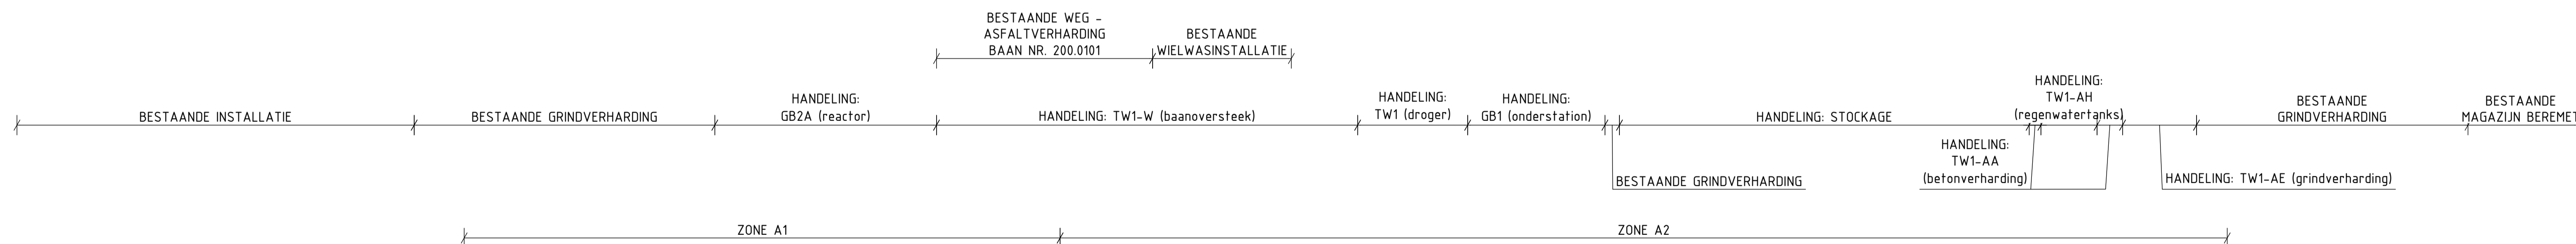 BESTAANDE WEG -
ASFALTVERHARDING
BAAN NR. 200.0101
BESTAANDE
WIELWASINSTALLATIE
BESTAANDE INSTALLATIE
BESTAANDE GRINDVERHARDING
HANDELING:
GB2A (reactor)
HANDELING: TW1-W (baanoversteek)
HANDELING:
TW1 (droger)
HANDELING:
GB1 (onderstation)
HANDELING: STOCKAGE
HANDELING:
TW1-AH
(regenwatertanks)
BESTAANDE
GRINDVERHARDING
BESTAANDE
MAGAZIJN BEREMET
BESTAANDE GRINDVERHARDING
HANDELING:
TW1-AA
(betonverharding)
HANDELING: TW1-AE (grindverharding)
ZONE A1
ZONE A2